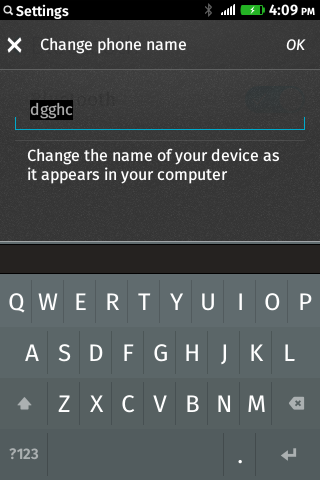 Settings 4:09 PM
Change phone name OK
dgghc
Change the name of your device as
it appears in your computer
Q W E R T Y U I O P
A S D F G H J K L
Z X C V B N M
?123 .